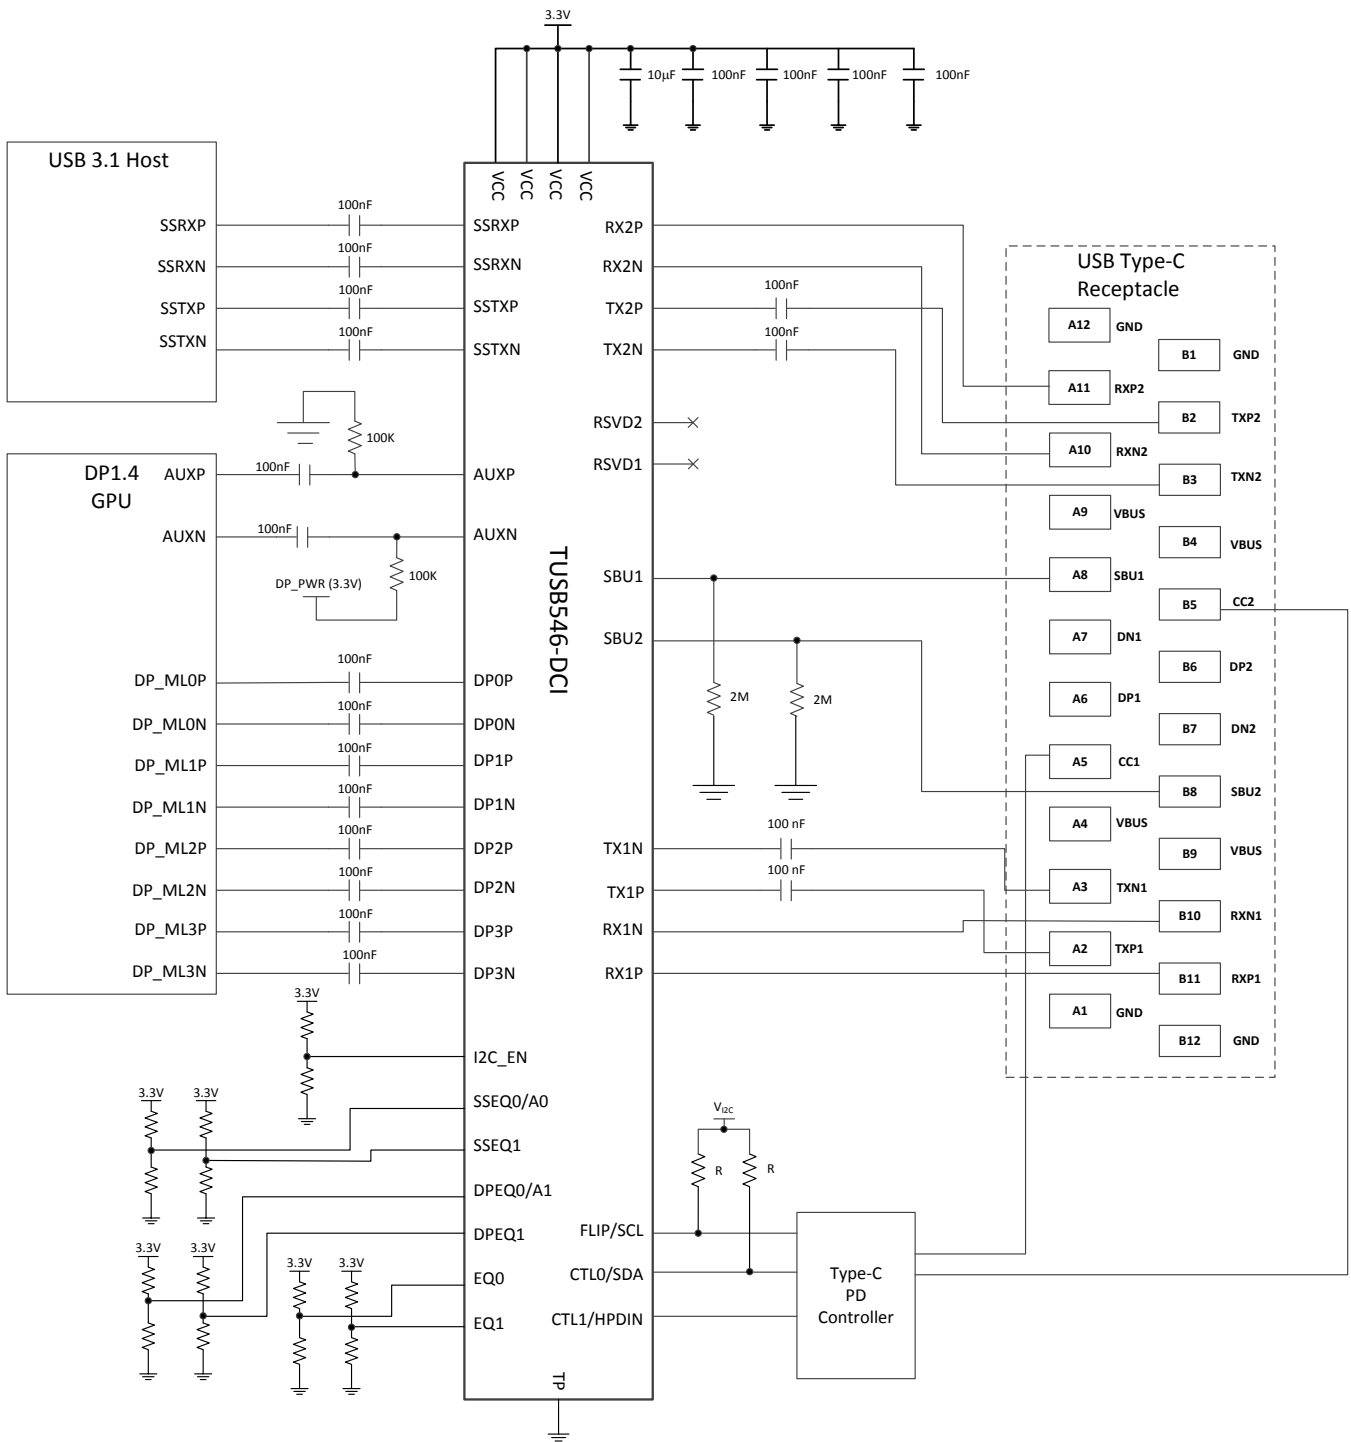 3.3V
10µF
100nF
100nF
100nF
100nF
USB 3.1 Host
SSRXP
SSRXN
SSTXP
SSTXN
100nF
100nF
100nF
100nF
DP1.4
GPU
AUXP
AUXN
100nF
100K
100nF
100K
DP_PWR (3.3V)
DP_ML0P
DP_ML0N
DP_ML1P
DP_ML1N
DP_ML2P
DP_ML2N
DP_ML3P
DP_ML3N
100nF
100nF
100nF
100nF
100nF
100nF
100nF
100nF
VCC
VCC
VCC
VCC
SSRXP
SSRXN
SSTXP
SSTXN
AUXP
AUXN
DP0P
DP0N
DP1P
DP1N
DP2P
DP2N
DP3P
DP3N
I2C_EN
SSEQ0/A0
SSEQ1
DPEQ0/A1
DPEQ1
EQ0
EQ1
TUSB546-DCI
TP
RX2P
RX2N
TX2P
TX2N
RSVD2
RSVD1
SBU1
SBU2
TX1N
TX1P
RX1N
RX1P
FLIP/SCL
CTL0/SDA
CTL1/HPDIN
3.3V
3.3V
3.3V
3.3V
3.3V
3.3V
3.3V
100nF
100nF
2M
2M
100 nF
100 nF
VI2C
R
R
Type-C
PD
Controller
USB Type-C
Receptacle
A12 GND
B1 GND
A11 RXP2
B2 TXP2
A10 RXN2
B3 TXN2
A9 VBUS
B4 VBUS
A8 SBU1
B5 CC2
A7 DN1
B6 DP2
A6 DP1
B7 DN2
A5 CC1
B8 SBU2
A4 VBUS
B9 VBUS
A3 TXN1
B10 RXN1
A2 TXP1
B11 RXP1
A1 GND
B12 GND